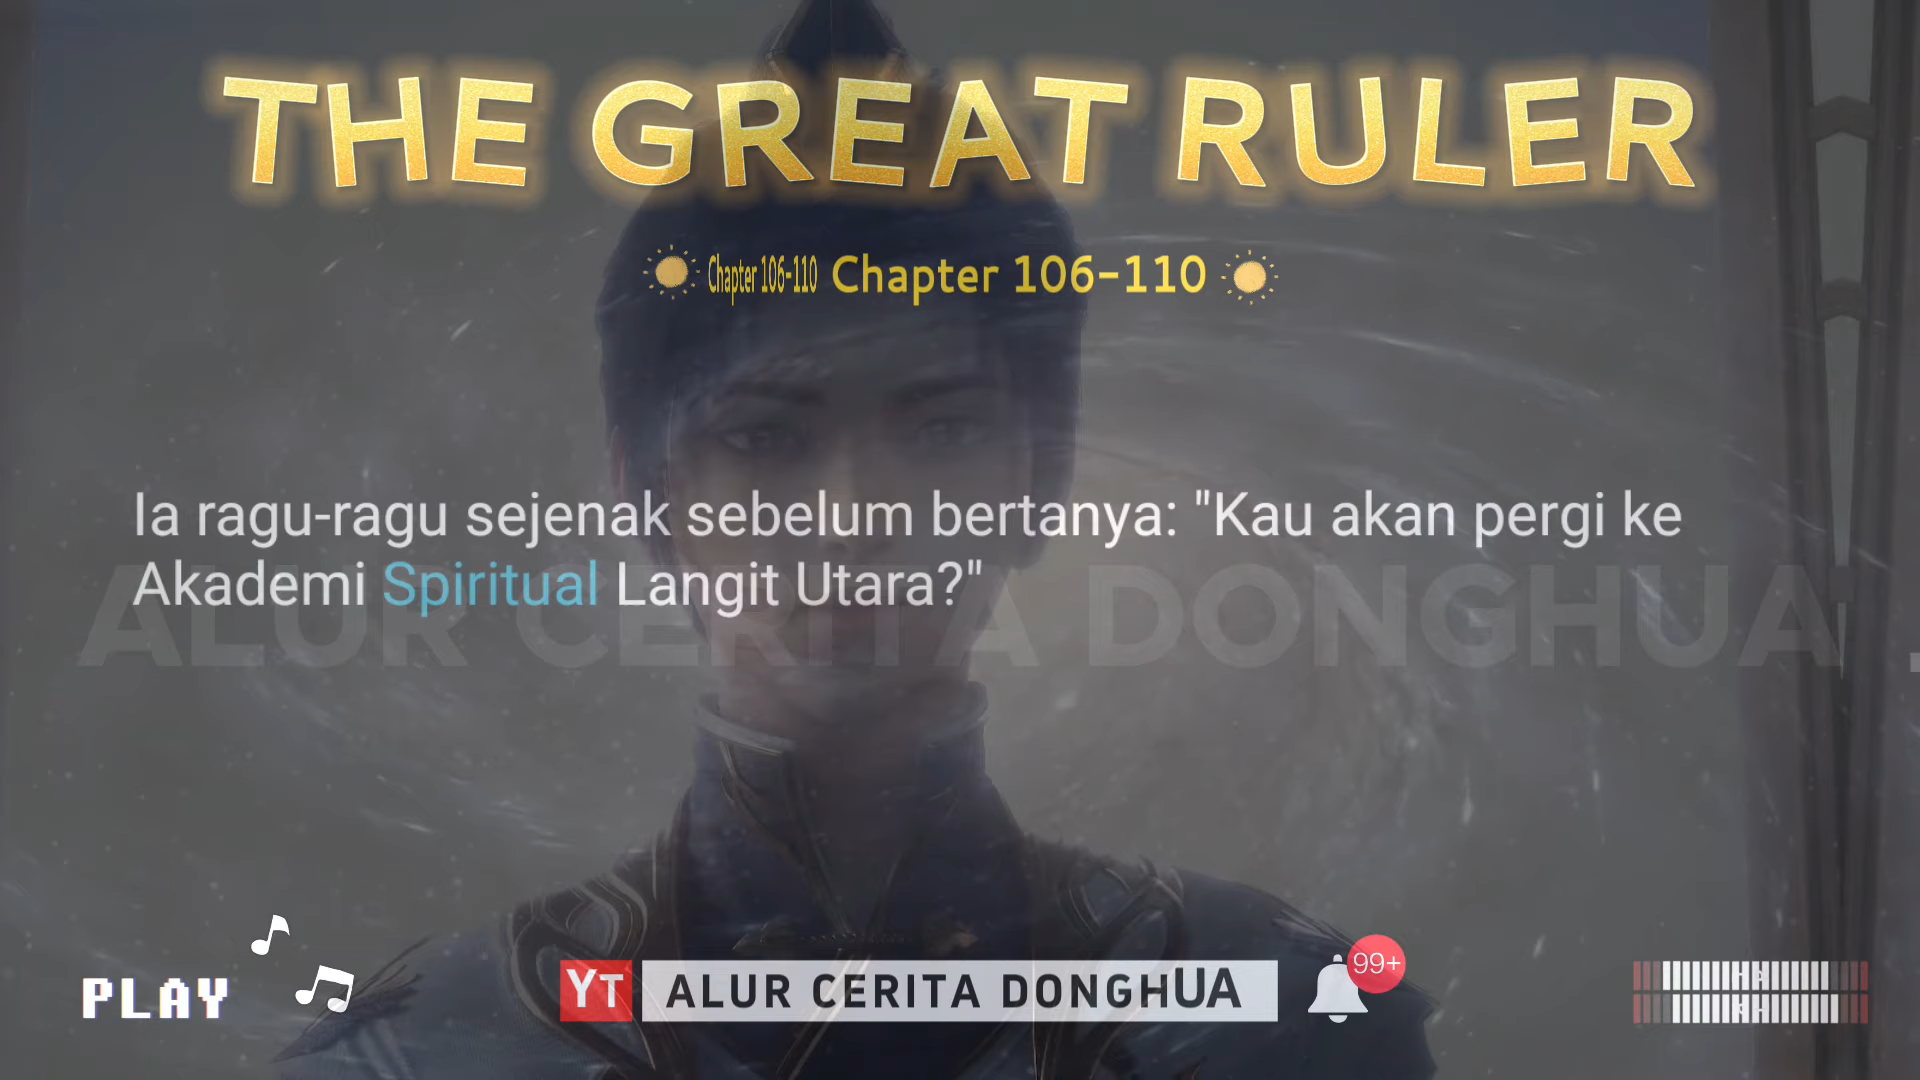 THE GREAT RULER
Chapter 106-110 Chapter 106-110
Ia ragu-ragu sejenak sebelum bertanya: "Kau akan pergi ke
Akademi Spiritual Langit Utara?"
ALUR CERITA DONGHUA
PLAY
YT ALUR CERITA DONGHUA
99+